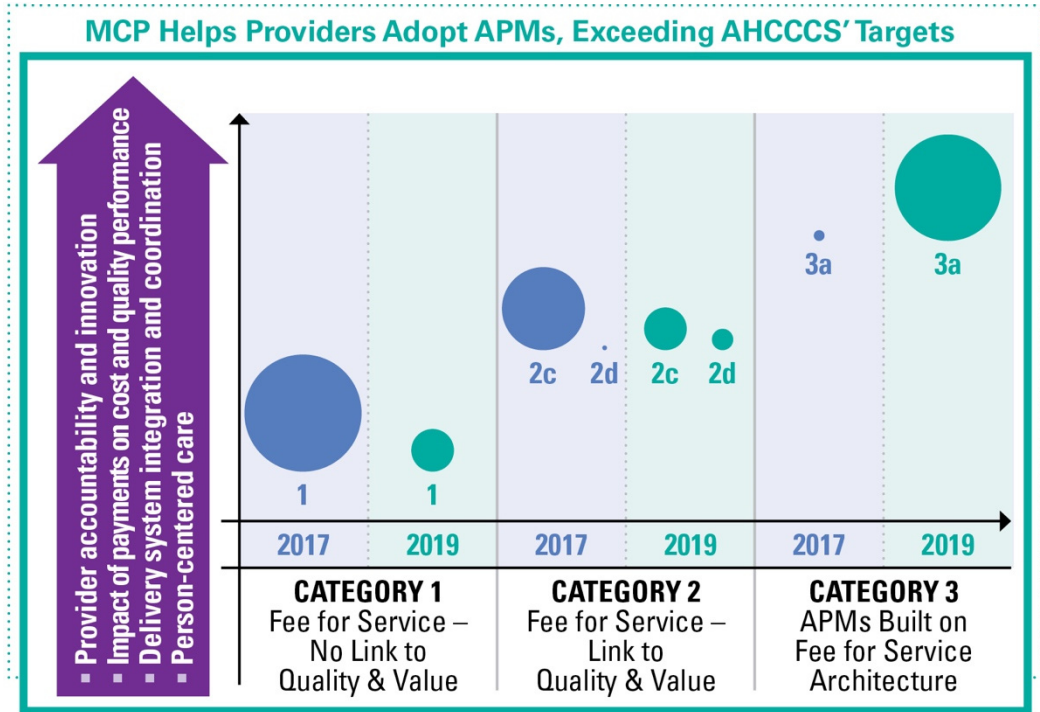 MCP Helps Providers Adopt APMs, Exceeding AHCCCS’ Targets
▪ Provider accountability and innovation
▪ Impact of payments on cost and quality performance
▪ Delivery system integration and coordination
▪ Person-centered care
3a
3a
2c
2d
2c
2d
1
1
2017
2019
2017
2019
2017
2019
CATEGORY 1
Fee for Service –
No Link to
Quality & Value
CATEGORY 2
Fee for Service –
Link to
Quality & Value
CATEGORY 3
APMs Built on
Fee for Service
Architecture